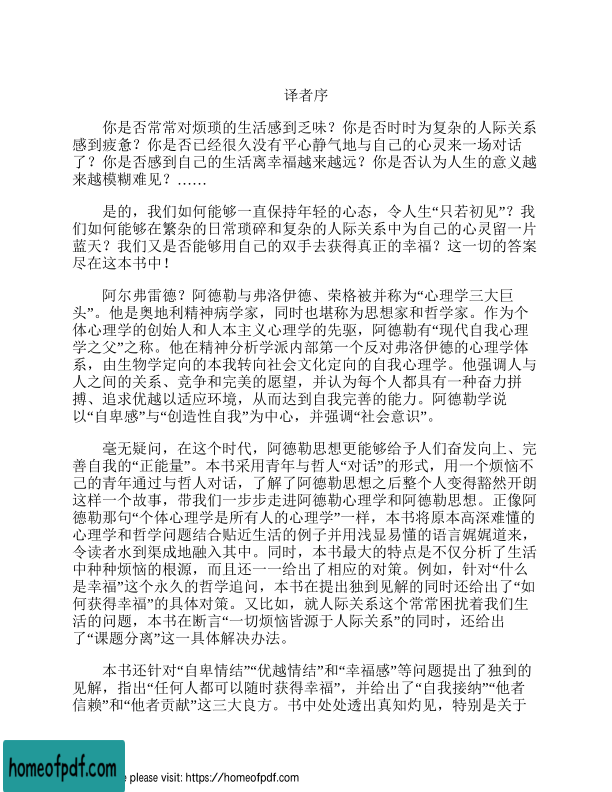 译者序
你是否常常对烦琐的生活感到乏味？你是否时时为复杂的人际关系
感到疲惫？你是否已经很久没有平心静气地与自己的心灵来一场对话
了？你是否感到自己的生活离幸福越来越远？你是否认为人生的意义越
来越模糊难见？……
是的，我们如何能够一直保持年轻的心态，令人生“只若初见”？我
们如何能够在繁杂的日常琐碎和复杂的人际关系中为自己的心灵留一片
蓝天？我们又是否能够用自己的双手去获得真正的幸福？这一切的答案
尽在这本书中！
阿尔弗雷德？阿德勒与弗洛伊德、荣格被并称为“心理学三大巨
头”。他是奥地利精神病学家，同时也堪称为思想家和哲学家。作为个
体心理学的创始人和人本主义心理学的先驱，阿德勒有“现代自我心理
学之父”之称。他在精神分析学派内部第一个反对弗洛伊德的心理学体
系，由生物学定向的本我转向社会文化定向的自我心理学。他强调人与
人之间的关系、竞争和完美的愿望，并认为每个人都具有一种奋力拼
搏、追求优越以适应环境，从而达到自我完善的能力。阿德勒学说
以“自卑感”与“创造性自我”为中心，并强调“社会意识”。
毫无疑问，在这个时代，阿德勒思想更能够给予人们奋发向上、完
善自我的“正能量”。本书采用青年与哲人“对话”的形式，用一个烦恼不
已的青年通过与哲人对话，了解了阿德勒思想之后整个人变得豁然开朗
这样一个故事，带我们一步步走进阿德勒心理学和阿德勒思想。正像阿
德勒那句“个体心理学是所有人的心理学”一样，本书将原本高深难懂的
心理学和哲学问题结合贴近生活的例子并用浅显易懂的语言娓娓道来，
令读者水到渠成地融入其中。同时，本书最大的特点是不仅分析了生活
中种种烦恼的根源，而且还一一给出了相应的对策。例如，针对“什么
是幸福”这个永久的哲学追问，本书在提出独到见解的同时还给出了“如
何获得幸福”的具体对策。又比如，就人际关系这个常常困扰着我们生
活的问题，本书在断言“一切烦恼皆源于人际关系”的同时，还给出
了“课题分离”这一具体解决办法。
本书还针对“自卑情结”“优越情结”和“幸福感”等问题提出了独到的
见解，指出“任何人都可以随时获得幸福”，并给出了“自我接纳”“他者
信赖”和“他者贡献”这三大良方。书中处处透出真知灼见，特别是关于
homeofpdf.com
e please visit: https://homeofpdf.com